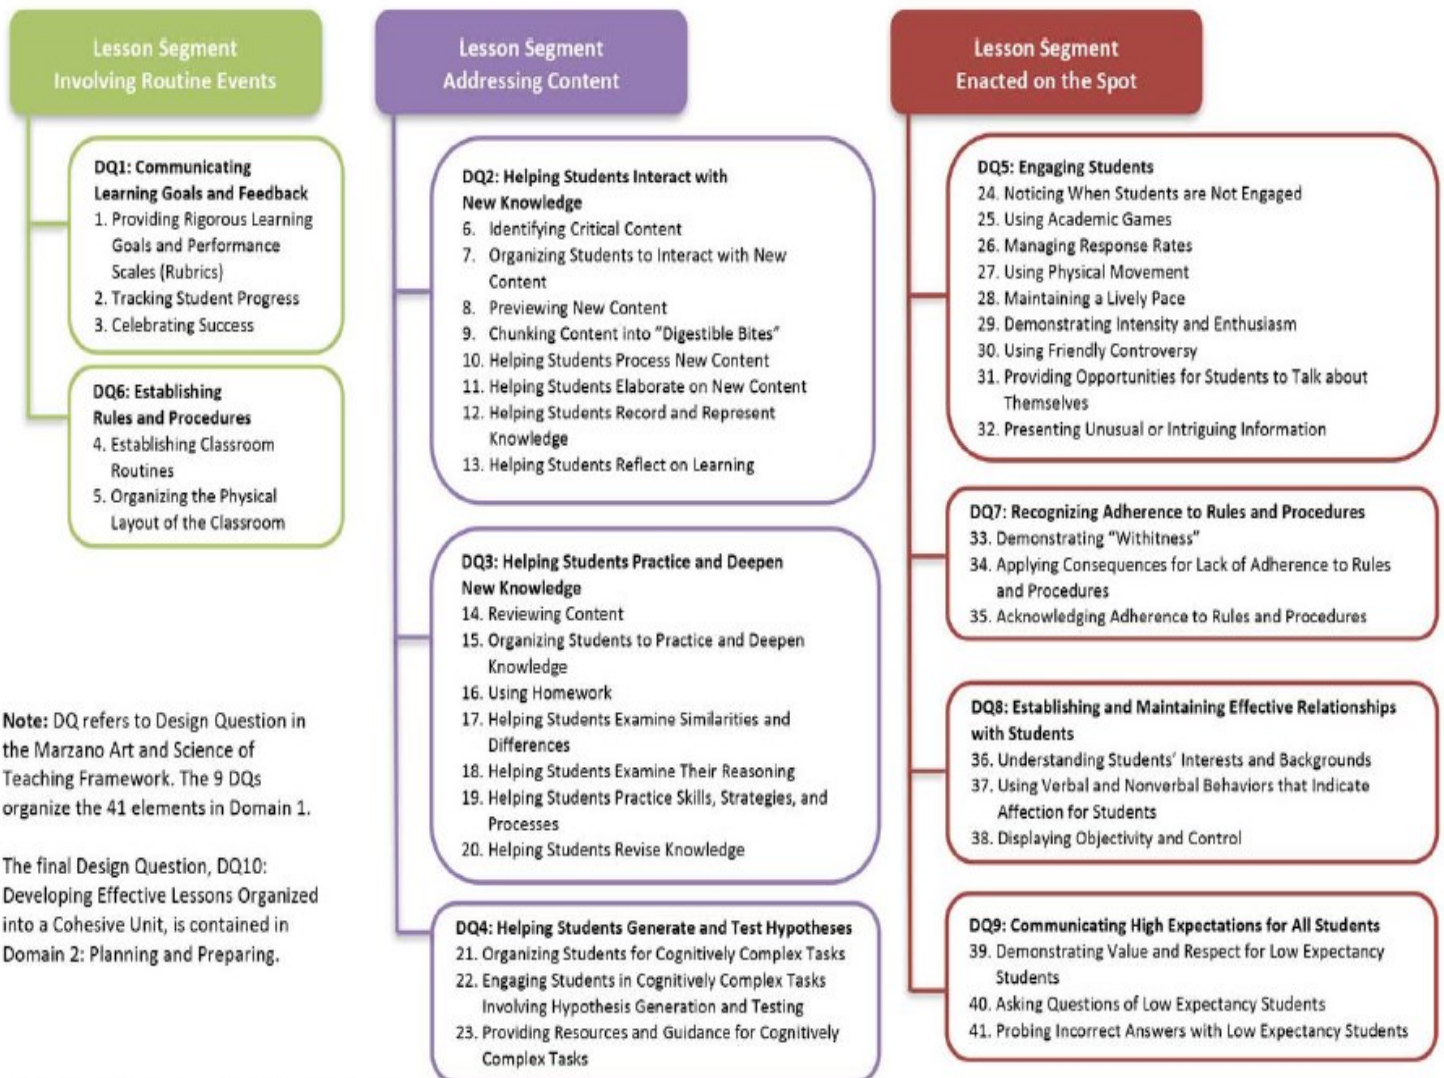 Lesson Segment
Involving Routine Events
DQ1: Communicating
Learning Goals and Feedback
1. Providing Rigorous Learning
Goals and Performance
Scales (Rubrics)
2. Tracking Student Progress
3. Celebrating Success
DQ6: Establishing
Rules and Procedures
4. Establishing Classroom
Routines
5. Organizing the Physical
Layout of the Classroom
Note: DQ refers to Design Question in
the Marzano Art and Science of
Teaching Framework. The 9 DQs
organize the 41 elements in Domain 1.
The final Design Question, DQ10:
Developing Effective Lessons Organized
into a Cohesive Unit, is contained in
Domain 2: Planning and Preparing.
Lesson Segment
Addressing Content
DQ2: Helping Students Interact with
New Knowledge
6. Identifying Critical Content
7. Organizing Students to Interact with New
Content
8. Previewing New Content
9. Chunking Content into "Digestible Bites"
10. Helping Students Process New Content
11. Helping Students Elaborate on New Content
12. Helping Students Record and Represent
Knowledge
13. Helping Students Reflect on Learning
DQ3: Helping Students Practice and Deepen
New Knowledge
14. Reviewing Content
15. Organizing Students to Practice and Deepen
Knowledge
16. Using Homework
17. Helping Students Examine Similarities and
Differences
18. Helping Students Examine Their Reasoning
19. Helping Students Practice Skills, Strategies, and
Processes
20. Helping Students Revise Knowledge
DQ4: Helping Students Generate and Test Hypotheses
21. Organizing Students for Cognitively Complex Tasks
22. Engaging Students in Cognitively Complex Tasks
Involving Hypothesis Generation and Testing
23. Providing Resources and Guidance for Cognitively
Complex Tasks
Lesson Segment
Enacted on the Spot
DQ5: Engaging Students
24. Noticing When Students are Not Engaged
25. Using Academic Games
26. Managing Response Rates
27. Using Physical Movement
28. Maintaining a Lively Pace
29. Demonstrating Intensity and Enthusiasm
30. Using Friendly Controversy
31. Providing Opportunities for Students to Talk about
Themselves
32. Presenting Unusual or Intriguing Information
DQ7: Recognizing Adherence to Rules and Procedures
33. Demonstrating "Withitness"
34. Applying Consequences for Lack of Adherence to Rules
and Procedures
35. Acknowledging Adherence to Rules and Procedures
DQ8: Establishing and Maintaining Effective Relationships
with Students
36. Understanding Students' Interests and Backgrounds
37. Using Verbal and Nonverbal Behaviors that Indicate
Affection for Students
38. Displaying Objectivity and Control
DQ9: Communicating High Expectations for All Students
39. Demonstrating Value and Respect for Low Expectancy
Students
40. Asking Questions of Low Expectancy Students
41. Probing Incorrect Answers with Low Expectancy Students